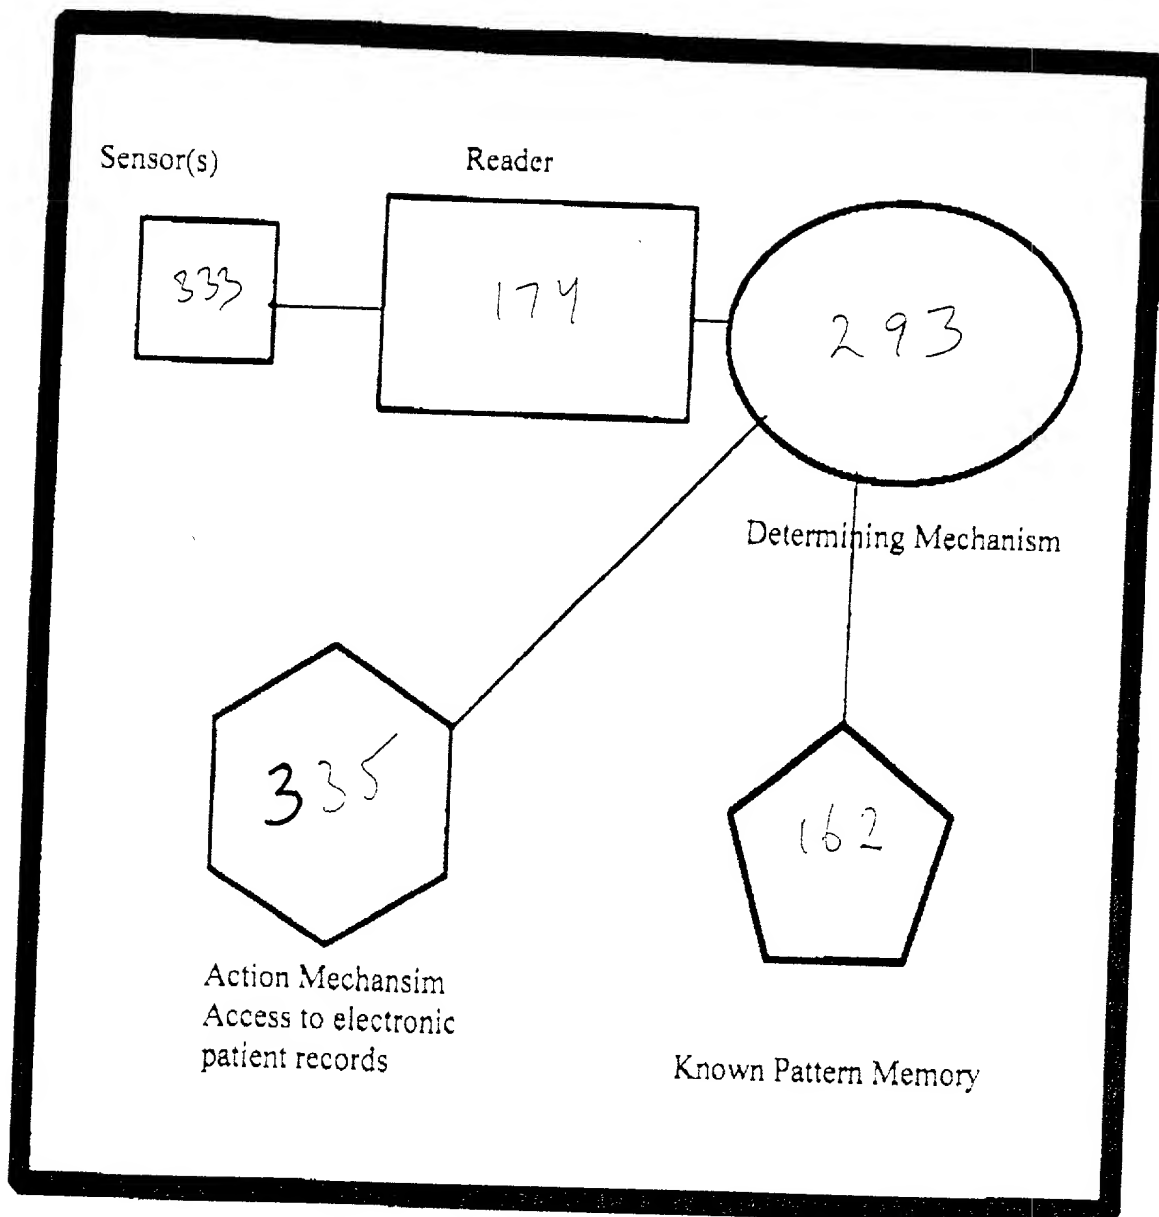 Sensor(s)
Reader
333
174
293
Determining Mechanism
335
162
Action Mechansim
Access to electronic
patient records
Known Pattern Memory